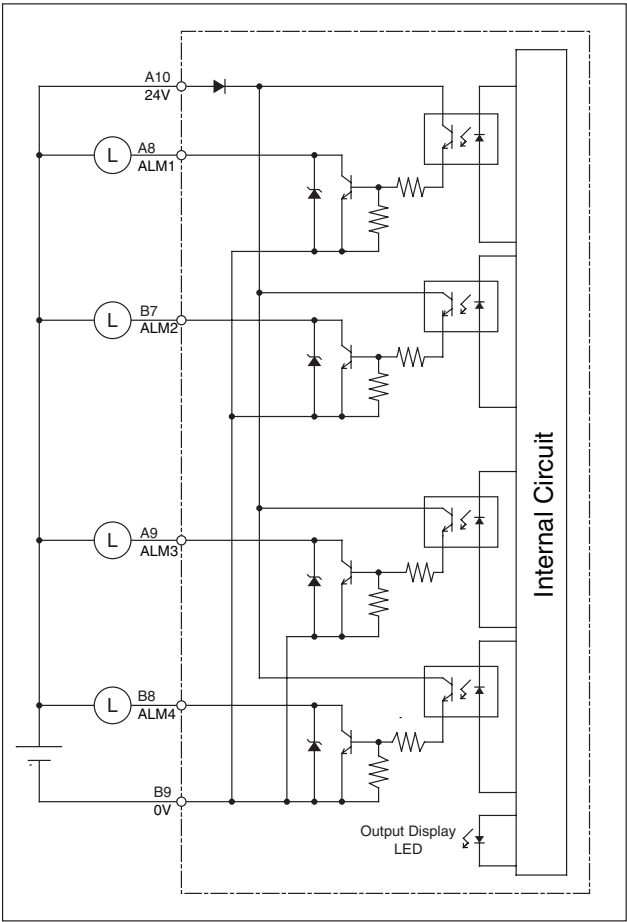 A10
24V
L
A8
ALM1
L
B7
ALM2
L
A9
ALM3
L
B8
ALM4
B9
0V
Internal Circuit
Output Display
LED